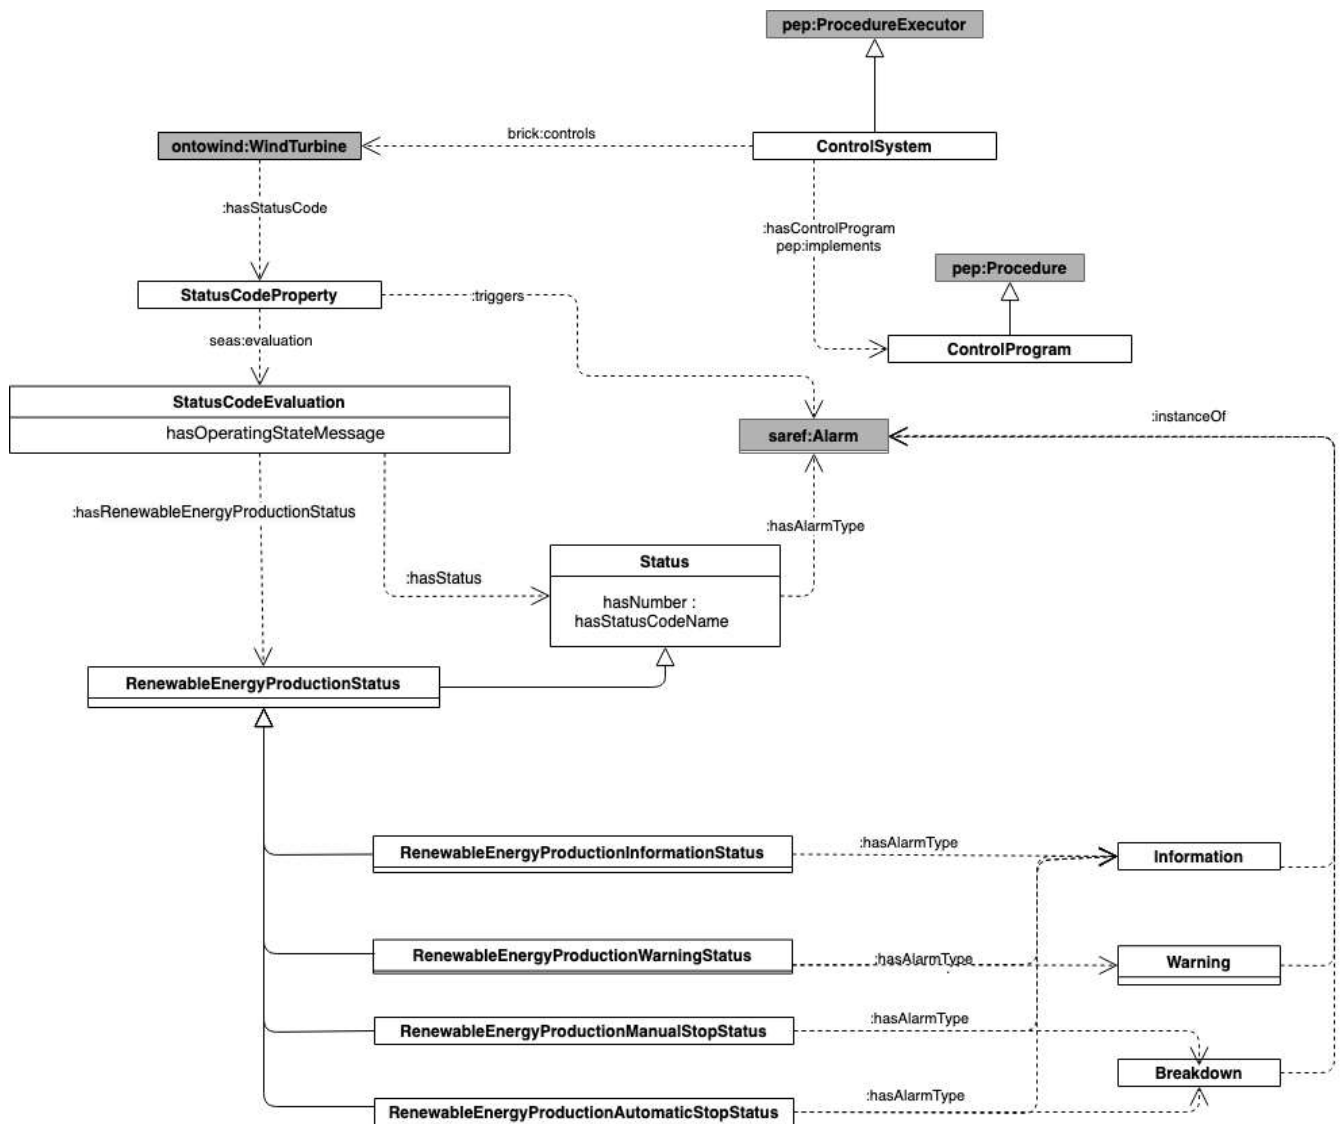 pep:ProcedureExecutor
brick:controls
ontowind:WindTurbine
ControlSystem
:hasStatusCode
:hasControlProgram
pep:implements
pep:Procedure
StatusCodeProperty
:triggers
seas:evaluation
ControlProgram
StatusCodeEvaluation
hasOperatingStateMessage
:instanceOf
saref:Alarm
:hasRenewableEnergyProductionStatus
:hasAlarmType
Status
:hasStatus
hasNumber :
hasStatusCodeName
RenewableEnergyProductionStatus
:hasAlarmType
RenewableEnergyProductionInformationStatus
Information
RenewableEnergyProductionWarningStatus
:hasAlarmType
Warning
:hasAlarmType
RenewableEnergyProductionManualStopStatus
Breakdown
:hasAlarmType
RenewableEnergyProductionAutomaticStopStatus